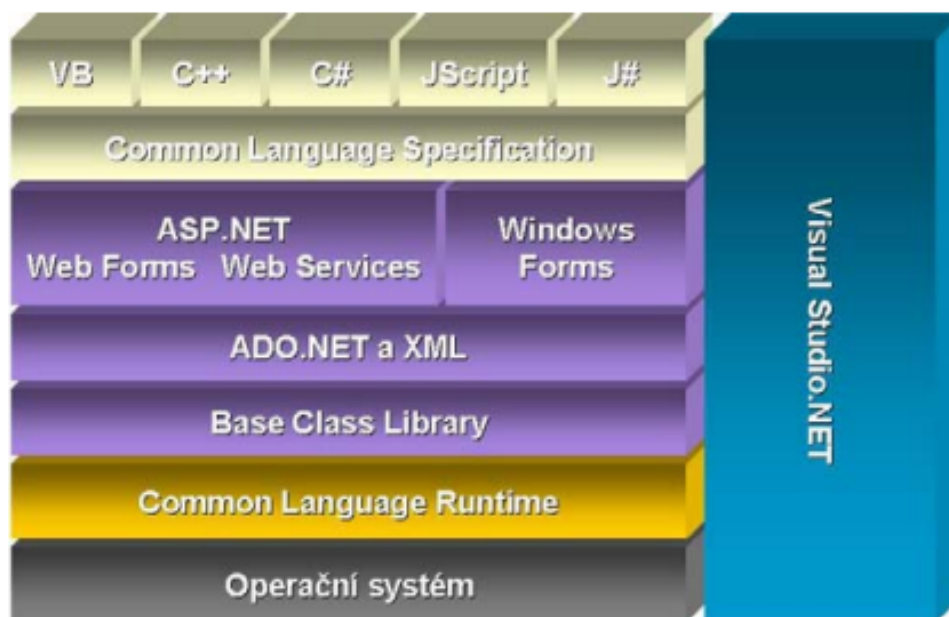 VB
C++
C#
JScript
J#
Common Language Specification
ASP.NET
Web Forms Web Services
Windows
Forms
ADO.NET a XML
Base Class Library
Common Language Runtime
Operační systém
Visual Studio.NET